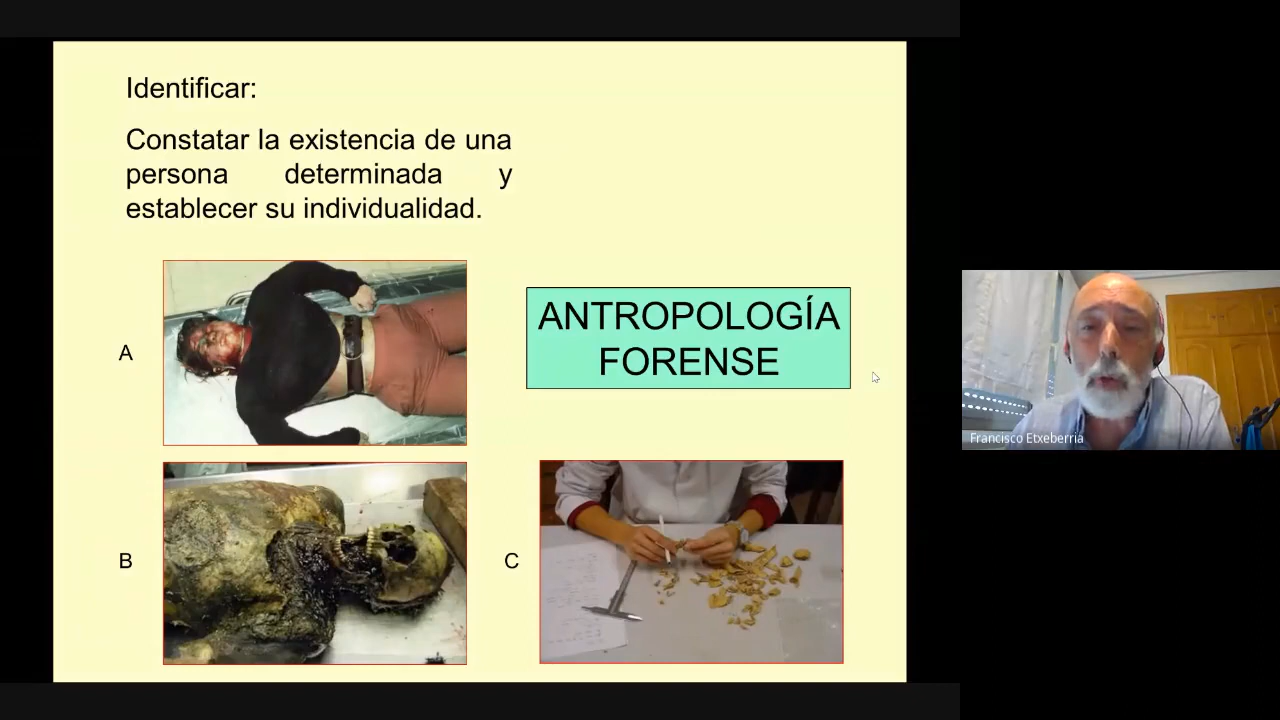 Identificar:
Constatar la existencia de una
persona determinada y
establecer su individualidad.
A
ANTROPOLOGÍA
FORENSE
B
C
Francisco Etxeberria